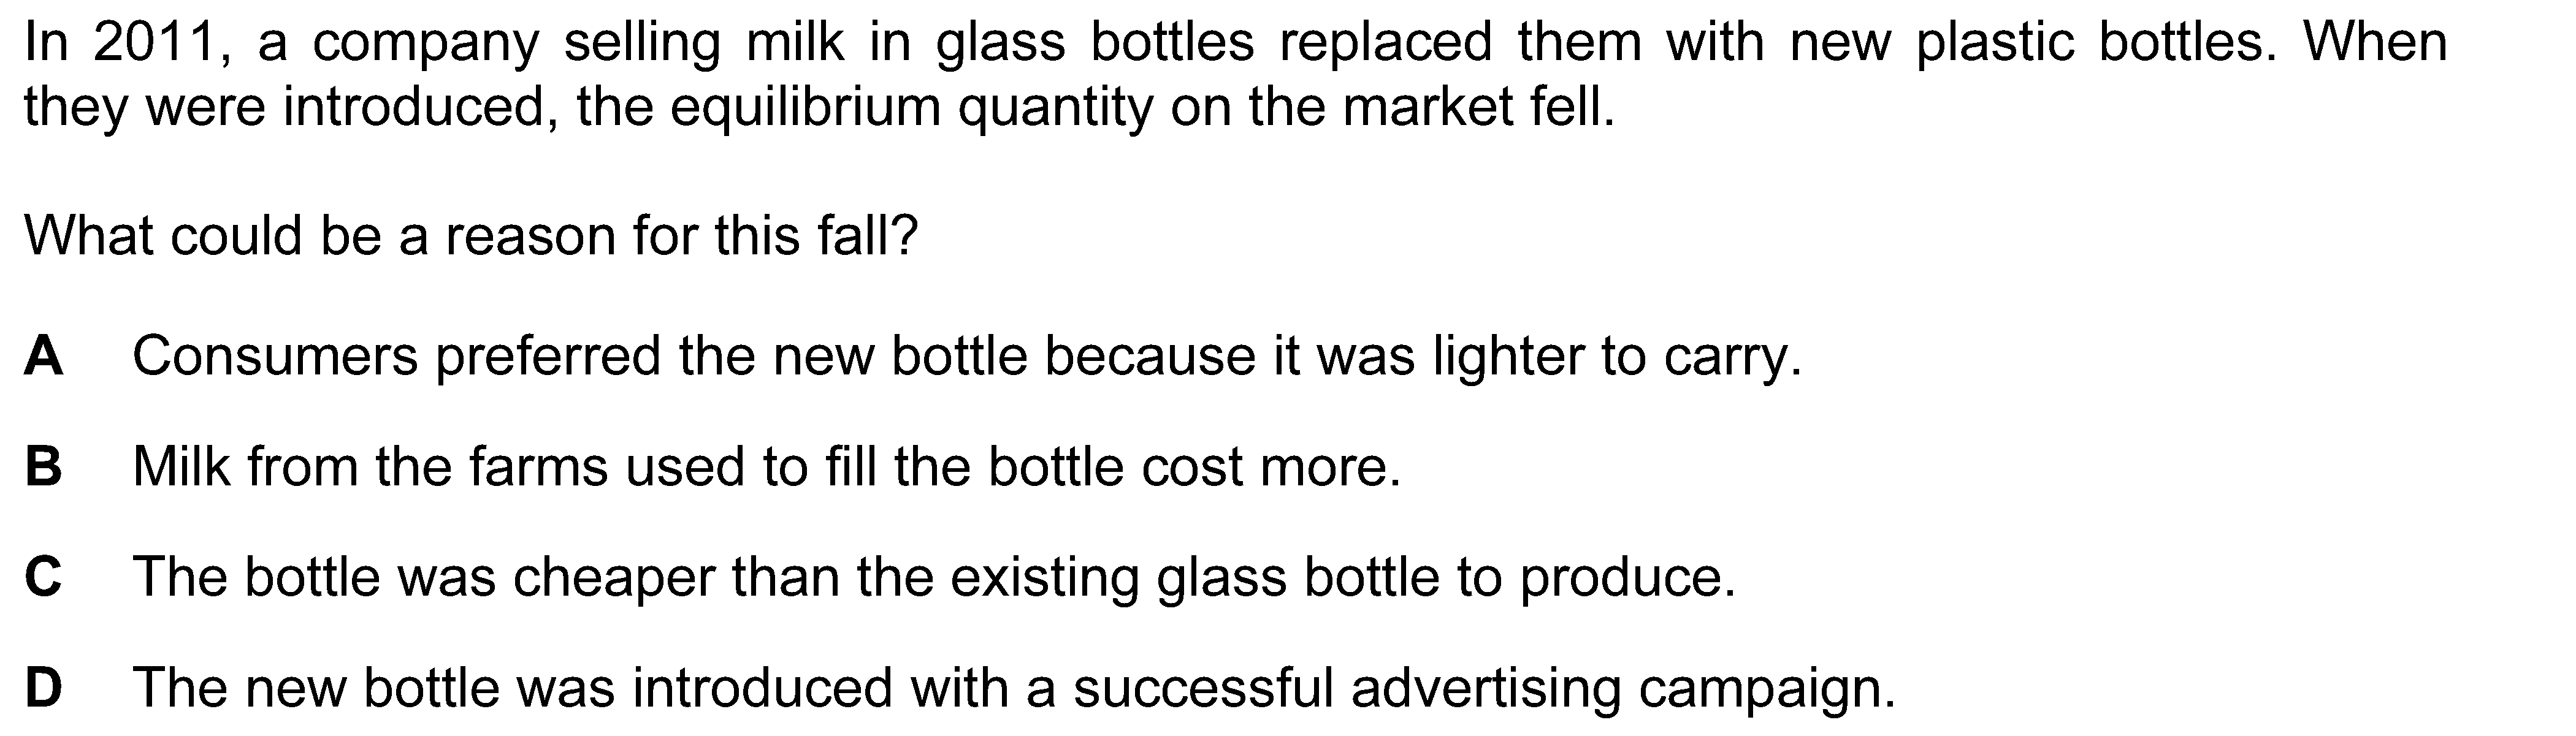 In 2011, a company selling milk in glass bottles replaced them with new plastic bottles. When
they were introduced, the equilibrium quantity on the market fell.
What could be a reason for this fall?
A Consumers preferred the new bottle because it was lighter to carry.
B Milk from the farms used to fill the bottle cost more.
C The bottle was cheaper than the existing glass bottle to produce.
D The new bottle was introduced with a successful advertising campaign.